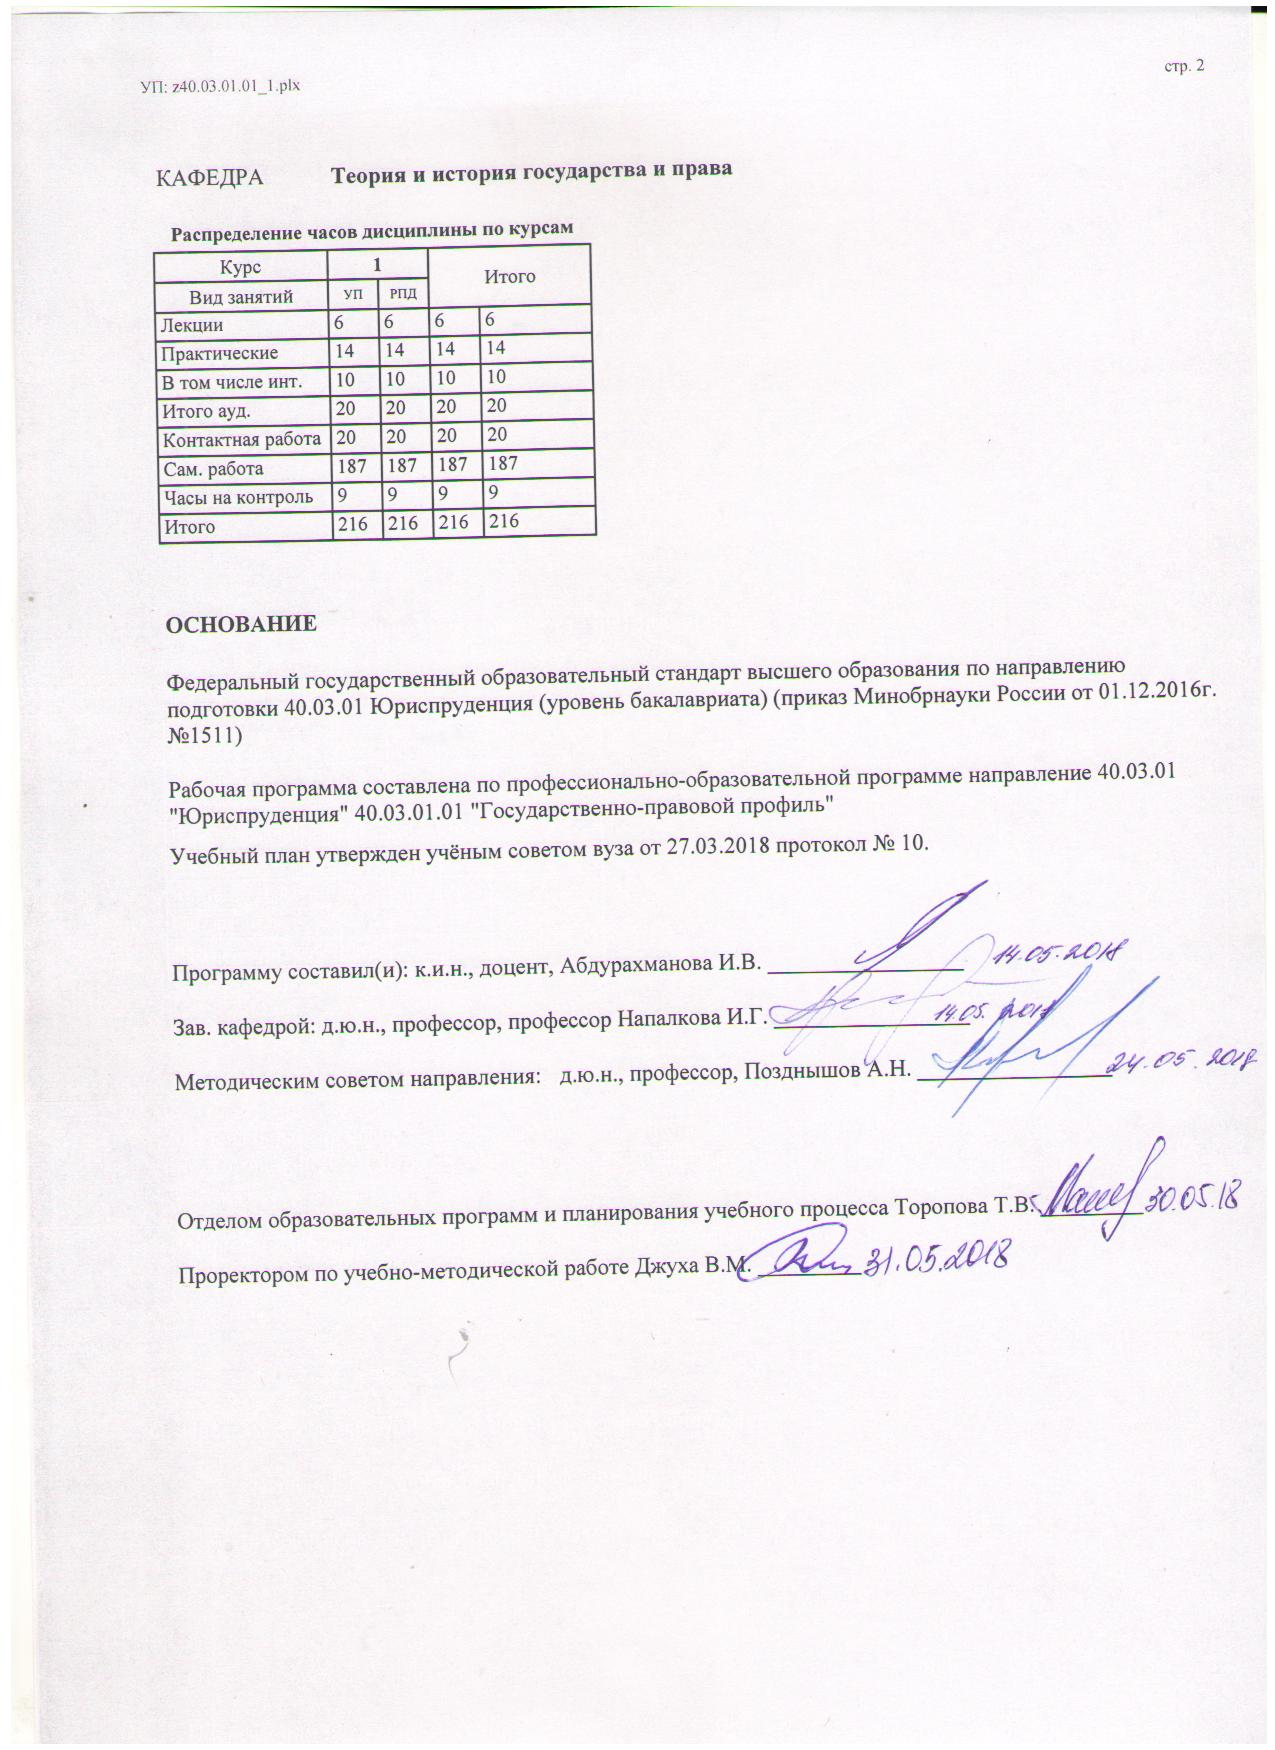 УП: z40.03.01.01_1.plx
стр. 2
КАФЕДРА Теория и история государства и права
Распределение часов дисциплины по курсам
Курс 1 Итого
Вид занятий УП РПД
Лекции 6 6 6 6
Практические 14 14 14 14
В том числе инт. 10 10 10 10
Итого ауд. 20 20 20 20
Контактная работа 20 20 20 20
Сам. работа 187 187 187 187
Часы на контроль 9 9 9 9
Итого 216 216 216 216
ОСНОВАНИЕ
Федеральный государственный образовательный стандарт высшего образования по направлению
подготовки 40.03.01 Юриспруденция (уровень бакалавриата) (приказ Минобрнауки России от 01.12.2016г.
№1511)
Рабочая программа составлена по профессионально-образовательной программе направление 40.03.01
"Юриспруденция" 40.03.01.01 "Государственно-правовой профиль"
Учебный план утвержден учёным советом вуза от 27.03.2018 протокол № 10.
Программу составил(и): к.и.н., доцент, Абдурахманова И.В. 14.05.2018
Зав. кафедрой: д.ю.н., профессор, профессор Напалкова И.Г. 14.05. 2018
Методическим советом направления: д.ю.н., профессор, Позднышов А.Н. 24.05.2018
Отделом образовательных программ и планирования учебного процесса Торопова Т.В. 30.05.18
Проректором по учебно-методической работе Джуха В.М. 31.05.2018